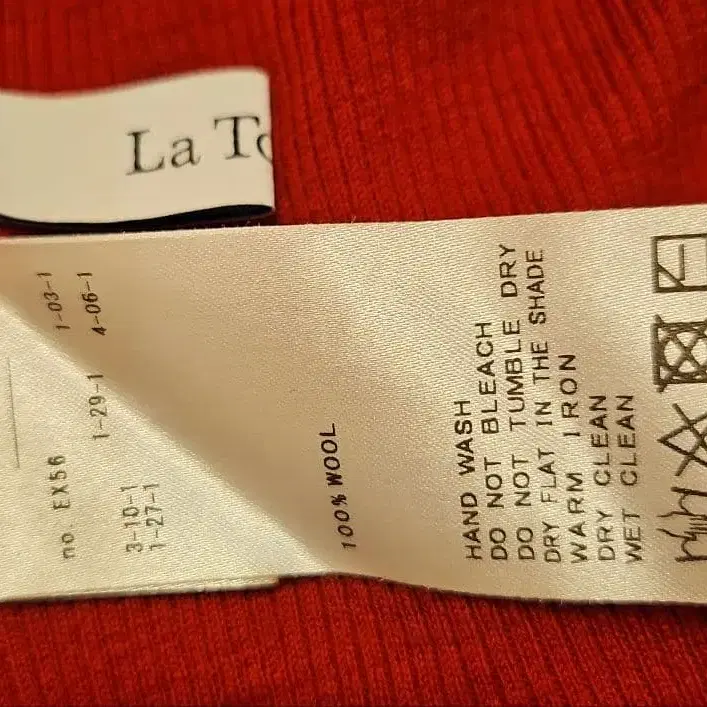 La To
no. EX56 1-03-1
1-29-1 4-06-1
3-10-1
1-27-1
100% WOOL
HAND WASH
DO NOT BLEACH
DO NOT TUMBLE DRY
DRY FLAT IN THE SHADE
WARM IRON
DRY CLEAN
WET CLEAN